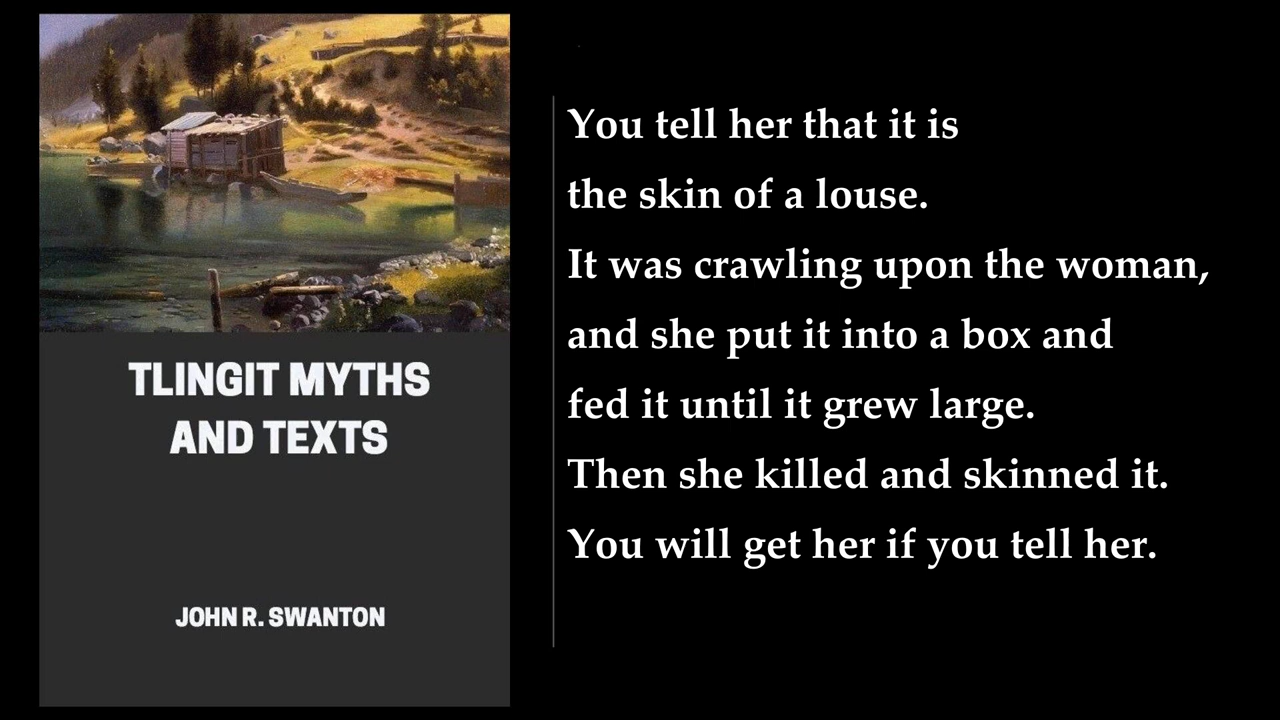 TLINGIT MYTHS
AND TEXTS
JOHN R. SWANTON
You tell her that it is
the skin of a louse.
It was crawling upon the woman,
and she put it into a box and
fed it until it grew large.
Then she killed and skinned it.
You will get her if you tell her.